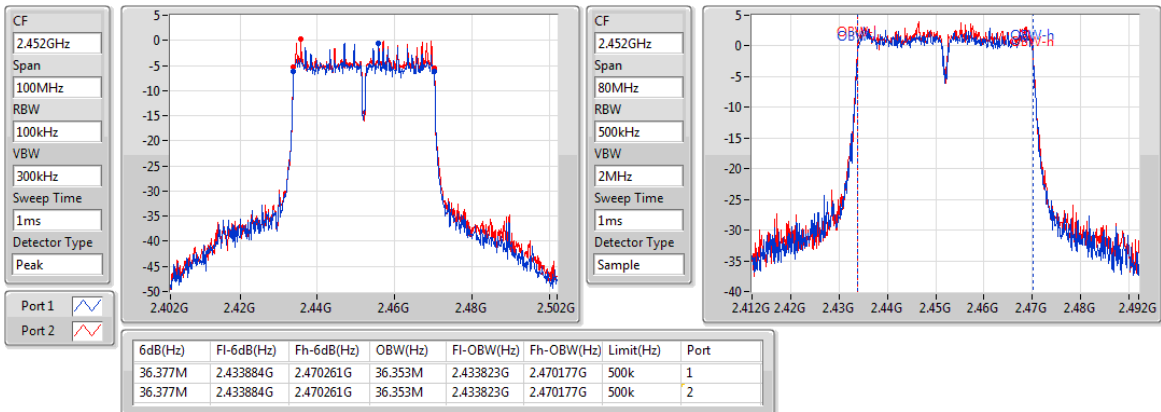 CF
2.452GHz
Span
100MHz
RBW
100kHz
VBW
300kHz
Sweep Time
1ms
Detector Type
Peak
Port 1
Port 2
5
0
-5
-10
-15
-20
-25
-30
-35
-40
-45
-50
2.402G 2.42G 2.44G 2.46G 2.48G 2.502G
CF
2.452GHz
Span
80MHz
RBW
500kHz
VBW
2MHz
Sweep Time
1ms
Detector Type
Sample
5
0
-5
-10
-15
-20
-25
-30
-35
-40
2.412G 2.42G 2.43G 2.44G 2.45G 2.46G 2.47G 2.48G 2.492G
6dB(Hz) Fl-6dB(Hz) Fh-6dB(Hz) OBW(Hz) Fl-OBW(Hz) Fh-OBW(Hz) Limit(Hz) Port
36.377M 2.433884G 2.470261G 36.353M 2.433823G 2.470177G 500k 1
36.377M 2.433884G 2.470261G 36.353M 2.433823G 2.470177G 500k 2